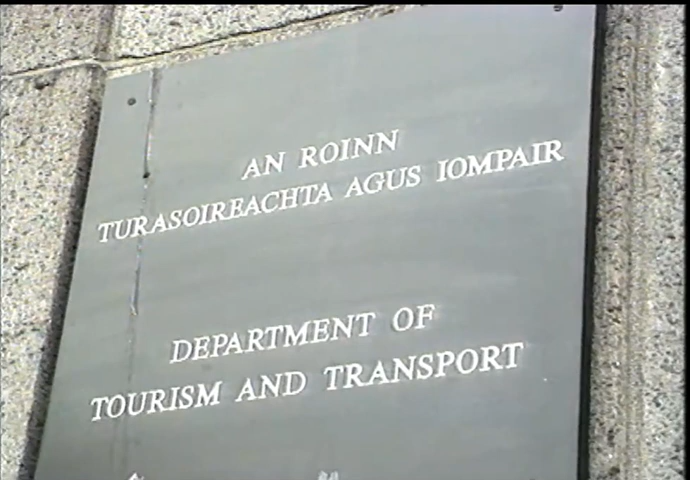 AN ROINN
TURASOIREACHTA AGUS IOMPAIR
DEPARTMENT OF
TOURISM AND TRANSPORT